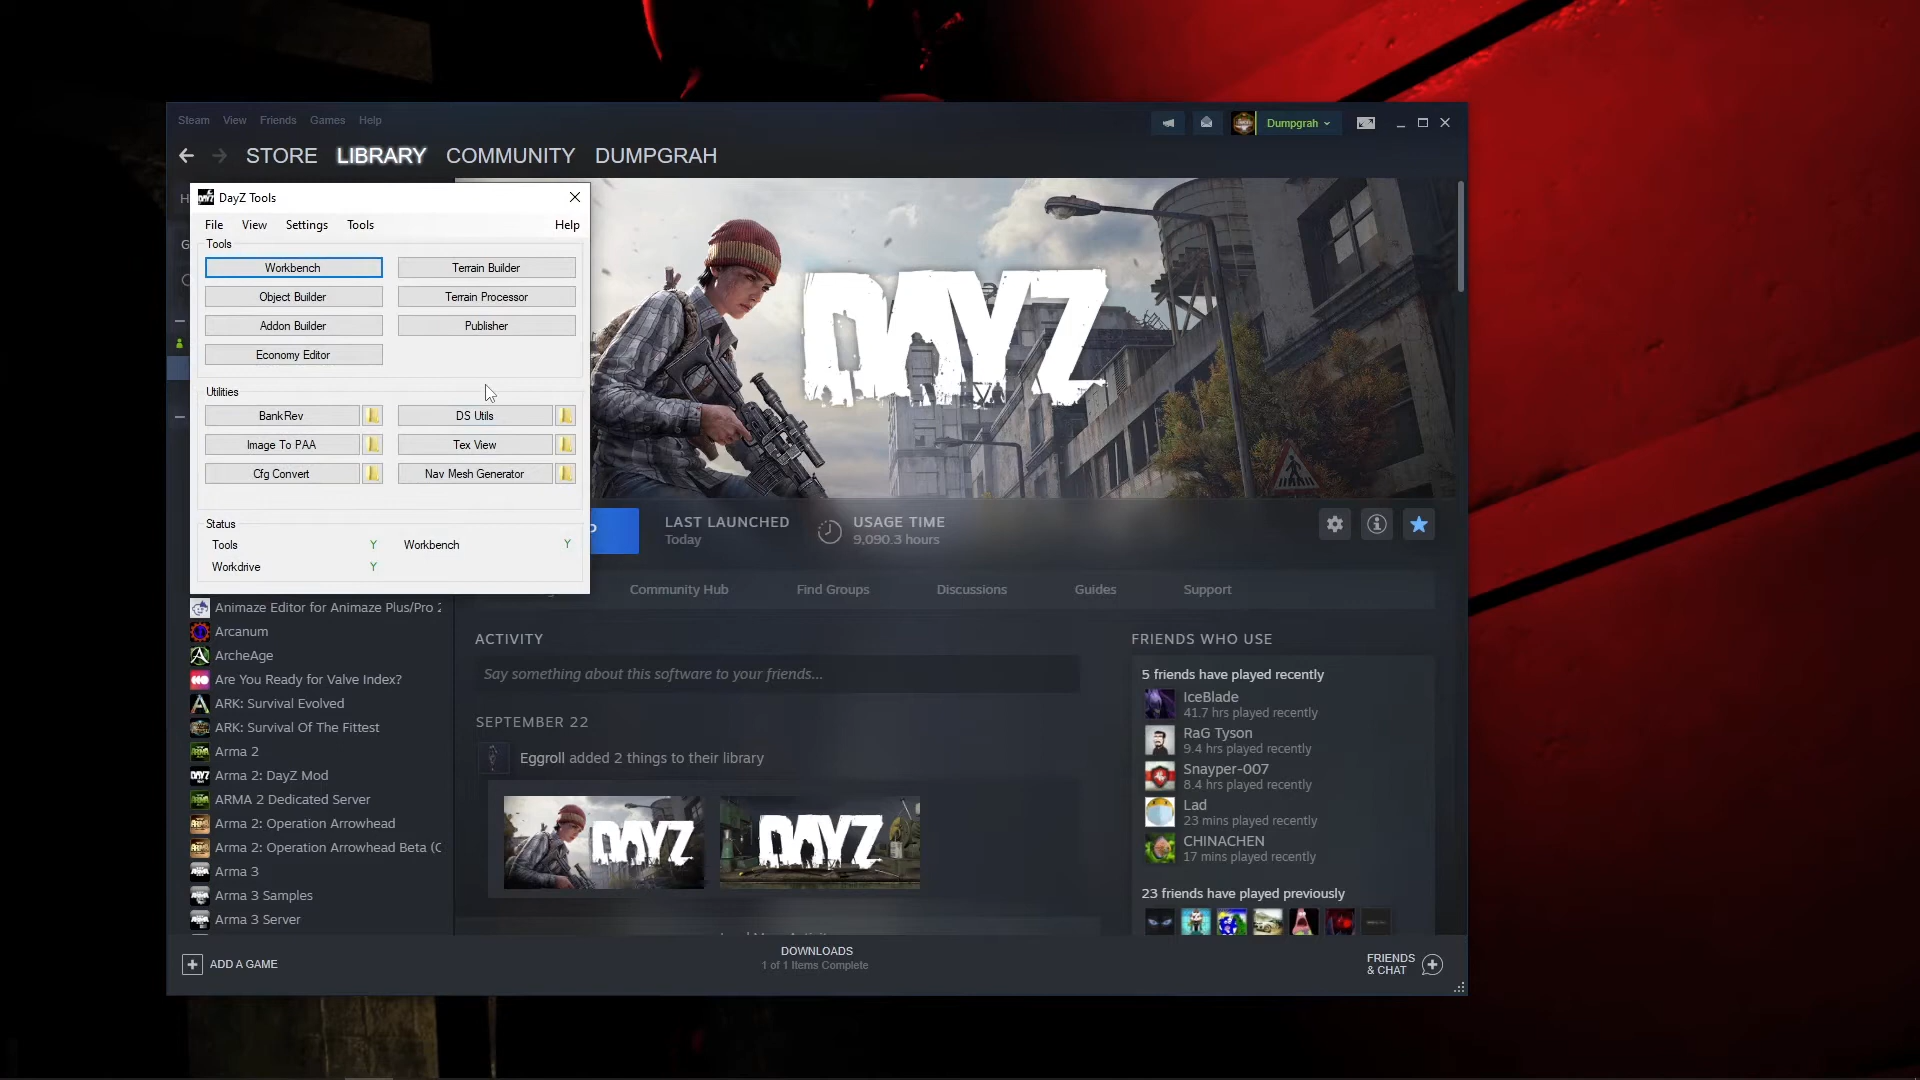 Steam View Friends Games Help
Dumpgrah
STORE LIBRARY COMMUNITY DUMPGRAH
DayZ Tools
File View Settings Tools Help
Tools
Workbench Terrain Builder
Object Builder Terrain Processor
Addon Builder Publisher
Economy Editor
Utilities
BankRev DS Utils
Image To PAA Tex View
Cfg Convert Nav Mesh Generator
Status
Tools Y Workbench Y
Workdrive Y
DAYZ
LAST LAUNCHED
Today
USAGE TIME
9,090.3 hours
Community Hub Find Groups Discussions Guides Support
Animaze Editor for Animaze Plus/Pro 2
Arcanum
ArcheAge
Are You Ready for Valve Index?
ARK: Survival Evolved
ARK: Survival Of The Fittest
Arma 2
Arma 2: DayZ Mod
ARMA 2 Dedicated Server
Arma 2: Operation Arrowhead
Arma 2: Operation Arrowhead Beta (C
Arma 3
Arma 3 Samples
Arma 3 Server
ACTIVITY
Say something about this software to your friends...
SEPTEMBER 22
Eggroll added 2 things to their library
DAYZ
DAYZ
FRIENDS WHO USE
5 friends have played recently
IceBlade
41.7 hrs played recently
RaG Tyson
9.4 hrs played recently
Snayper-007
8.4 hrs played recently
Lad
23 mins played recently
CHINACHEN
17 mins played recently
23 friends have played previously
ADD A GAME
DOWNLOADS
1 of 1 Items Complete
FRIENDS
& CHAT